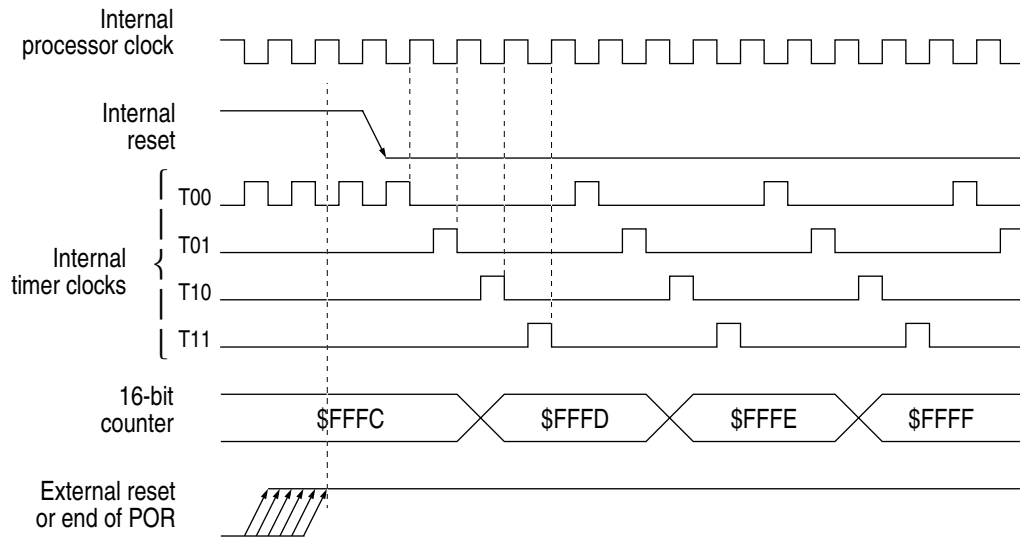 Internal
processor clock
Internal
reset
Internal
timer clocks
T00
T01
T10
T11
16-bit
counter
$FFFC
$FFFD
$FFFE
$FFFF
External reset
or end of POR